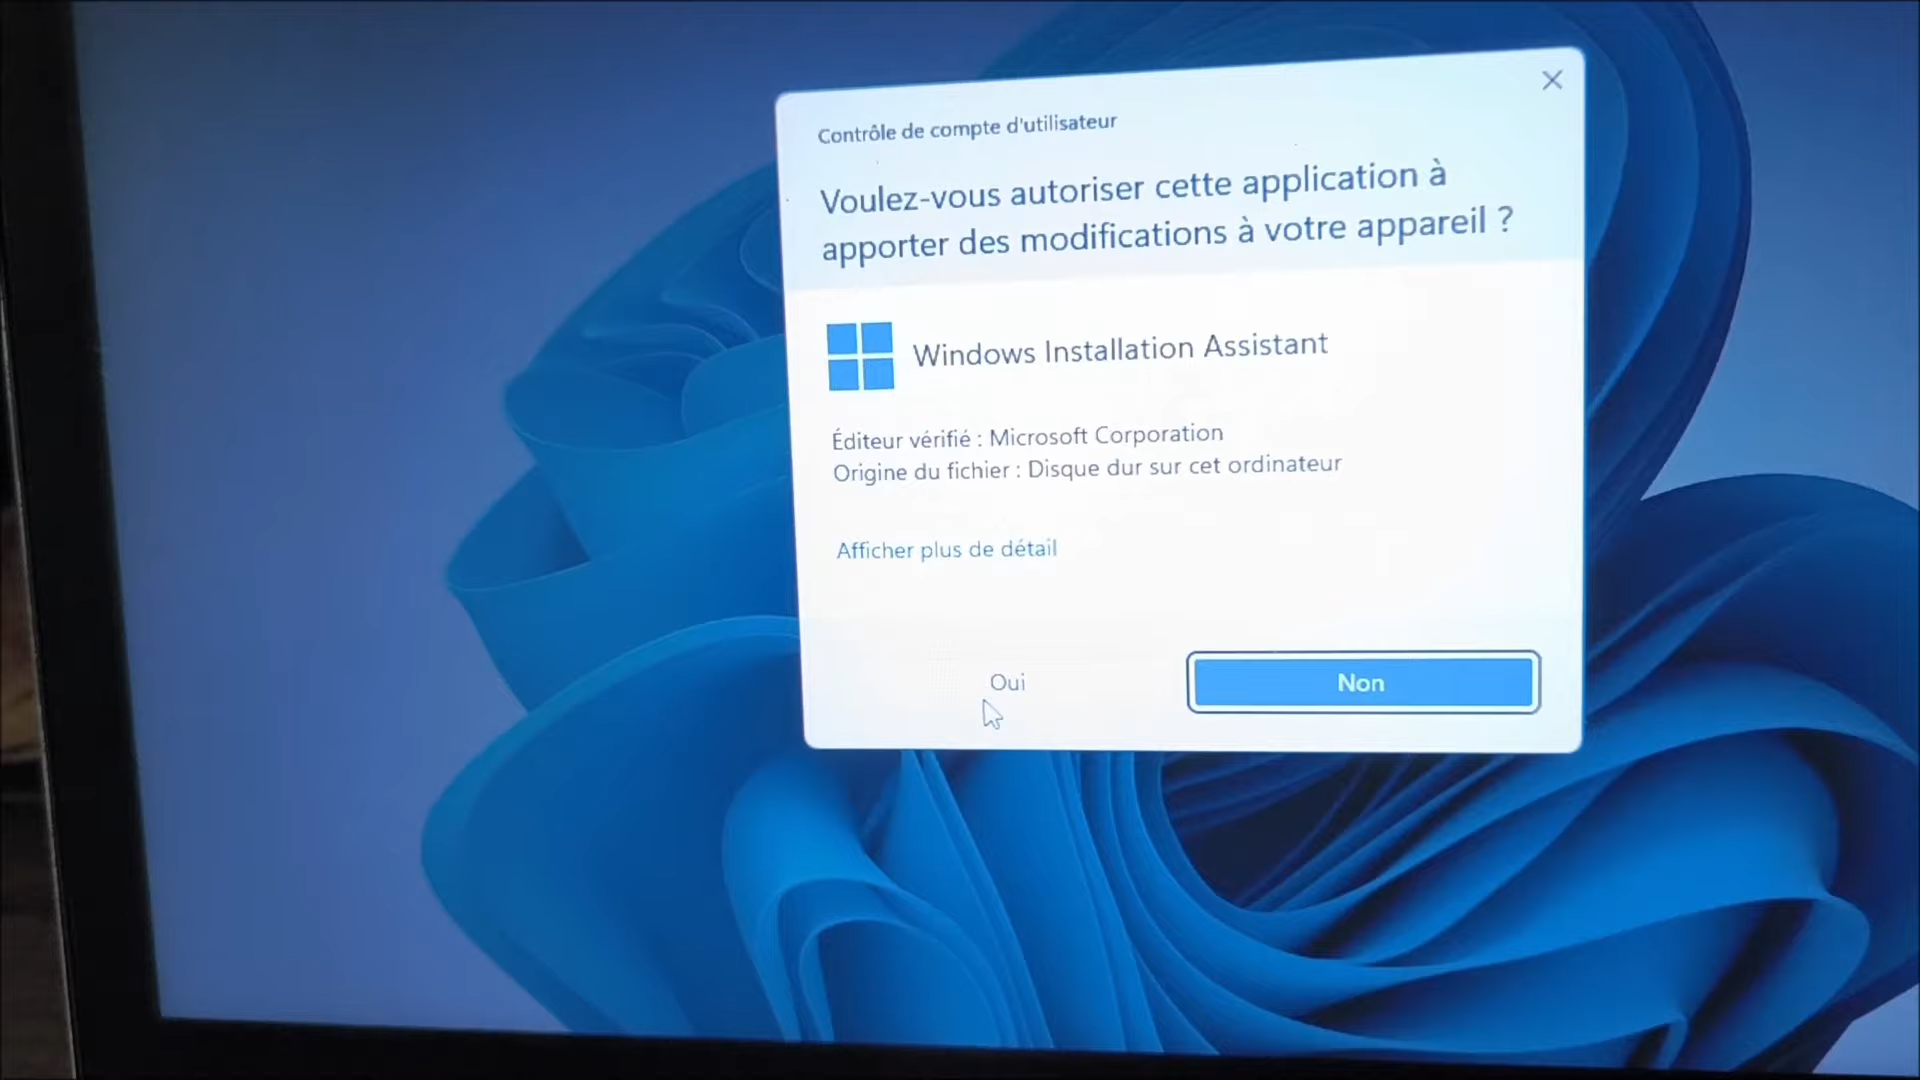 Contrôle de compte d'utilisateur
Voulez-vous autoriser cette application à
apporter des modifications à votre appareil ?
Windows Installation Assistant
Éditeur vérifié : Microsoft Corporation
Origine du fichier : Disque dur sur cet ordinateur
Afficher plus de détail
Oui
Non